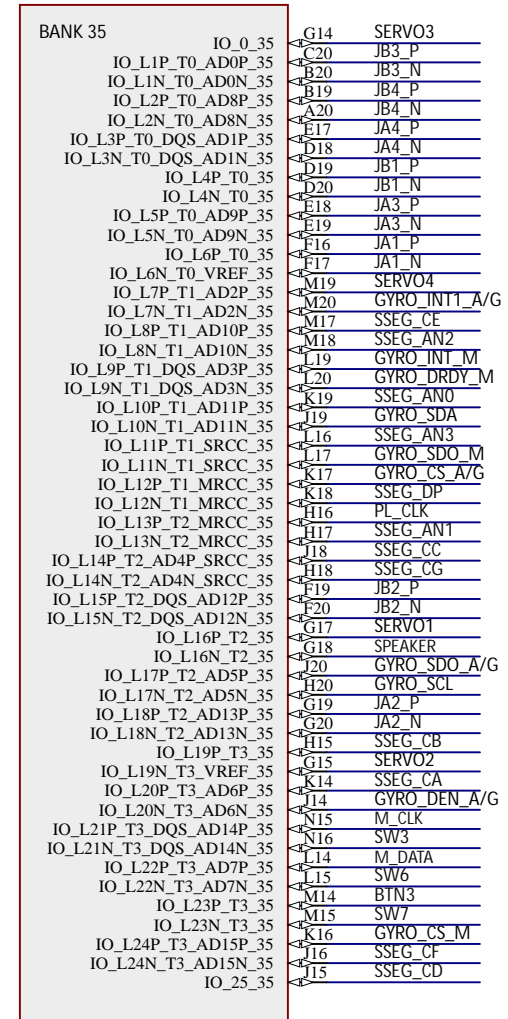 BANK 35
IO_0_35 G14 SERVO3
IO_L1P_T0_AD0P_35 C20 JB3_P
IO_L1N_T0_AD0N_35 B20 JB3_N
IO_L2P_T0_AD8P_35 B19 JB4_P
IO_L2N_T0_AD8N_35 A20 JB4_N
IO_L3P_T0_DQS_AD1P_35 E17 JA4_P
IO_L3N_T0_DQS_AD1N_35 D18 JA4_N
IO_L4P_T0_35 D19 JB1_P
IO_L4N_T0_35 D20 JB1_N
IO_L5P_T0_AD9P_35 E18 JA3_P
IO_L5N_T0_AD9N_35 E19 JA3_N
IO_L6P_T0_35 F16 JA1_P
IO_L6N_T0_VREF_35 F17 JA1_N
IO_L7P_T1_AD2P_35 M19 SERVO4
IO_L7N_T1_AD2N_35 M20 GYRO_INT1_A/G
IO_L8P_T1_AD10P_35 M17 SSEG_CE
IO_L8N_T1_AD10N_35 M18 SSEG_AN2
IO_L9P_T1_DQS_AD3P_35 L19 GYRO_INT_M
IO_L9N_T1_DQS_AD3N_35 L20 GYRO_DRDY_M
IO_L10P_T1_AD11P_35 K19 SSEG_AN0
IO_L10N_T1_AD11N_35 J19 GYRO_SDA
IO_L11P_T1_SRCC_35 L16 SSEG_AN3
IO_L11N_T1_SRCC_35 L17 GYRO_SDO_M
IO_L12P_T1_MRCC_35 K17 GYRO_CS_A/G
IO_L12N_T1_MRCC_35 K18 SSEG_DP
IO_L13P_T2_MRCC_35 H16 PL_CLK
IO_L13N_T2_MRCC_35 H17 SSEG_AN1
IO_L14P_T2_AD4P_SRCC_35 J18 SSEG_CC
IO_L14N_T2_AD4N_SRCC_35 H18 SSEG_CG
IO_L15P_T2_DQS_AD12P_35 F19 JB2_P
IO_L15N_T2_DQS_AD12N_35 F20 JB2_N
IO_L16P_T2_35 G17 SERVO1
IO_L16N_T2_35 G18 SPEAKER
IO_L17P_T2_AD5P_35 J20 GYRO_SDO_A/G
IO_L17N_T2_AD5N_35 H20 GYRO_SCL
IO_L18P_T2_AD13P_35 G19 JA2_P
IO_L18N_T2_AD13N_35 G20 JA2_N
IO_L19P_T3_35 H15 SSEG_CB
IO_L19N_T3_VREF_35 G15 SERVO2
IO_L20P_T3_AD6P_35 K14 SSEG_CA
IO_L20N_T3_AD6N_35 J14 GYRO_DEN_A/G
IO_L21P_T3_DQS_AD14P_35 N15 M_CLK
IO_L21N_T3_DQS_AD14N_35 N16 SW3
IO_L22P_T3_AD7P_35 L14 M_DATA
IO_L22N_T3_AD7N_35 L15 SW6
IO_L23P_T3_35 M14 BTN3
IO_L23N_T3_35 M15 SW7
IO_L24P_T3_AD15P_35 K16 GYRO_CS_M
IO_L24N_T3_AD15N_35 J16 SSEG_CF
IO_25_35 J15 SSEG_CD